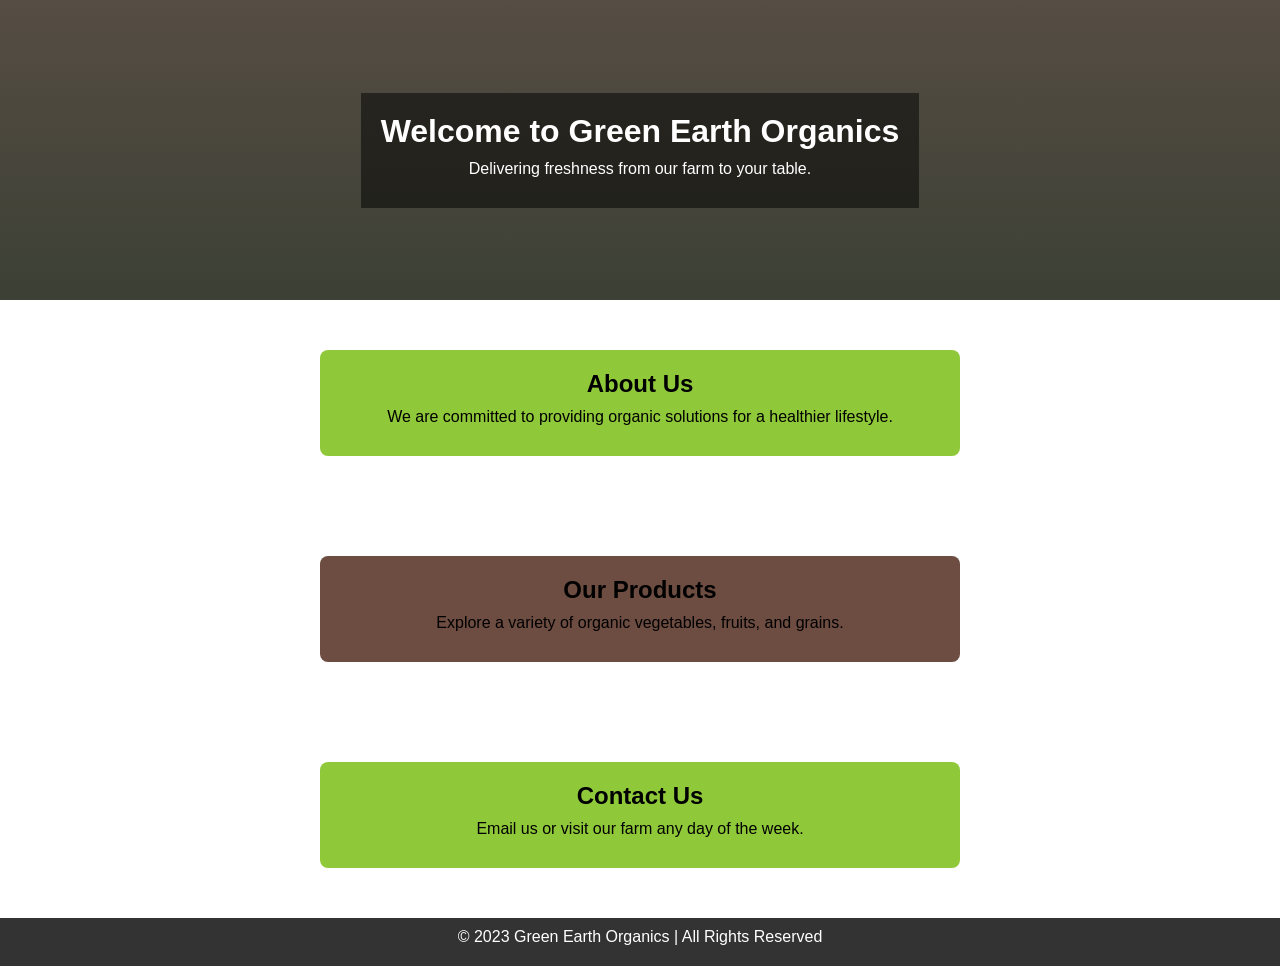 Welcome to Green Earth Organics
Delivering freshness from our farm to your table.
About Us
We are committed to providing organic solutions for a healthier lifestyle.
Our Products
Explore a variety of organic vegetables, fruits, and grains.
Contact Us
Email us or visit our farm any day of the week.
© 2023 Green Earth Organics | All Rights Reserved